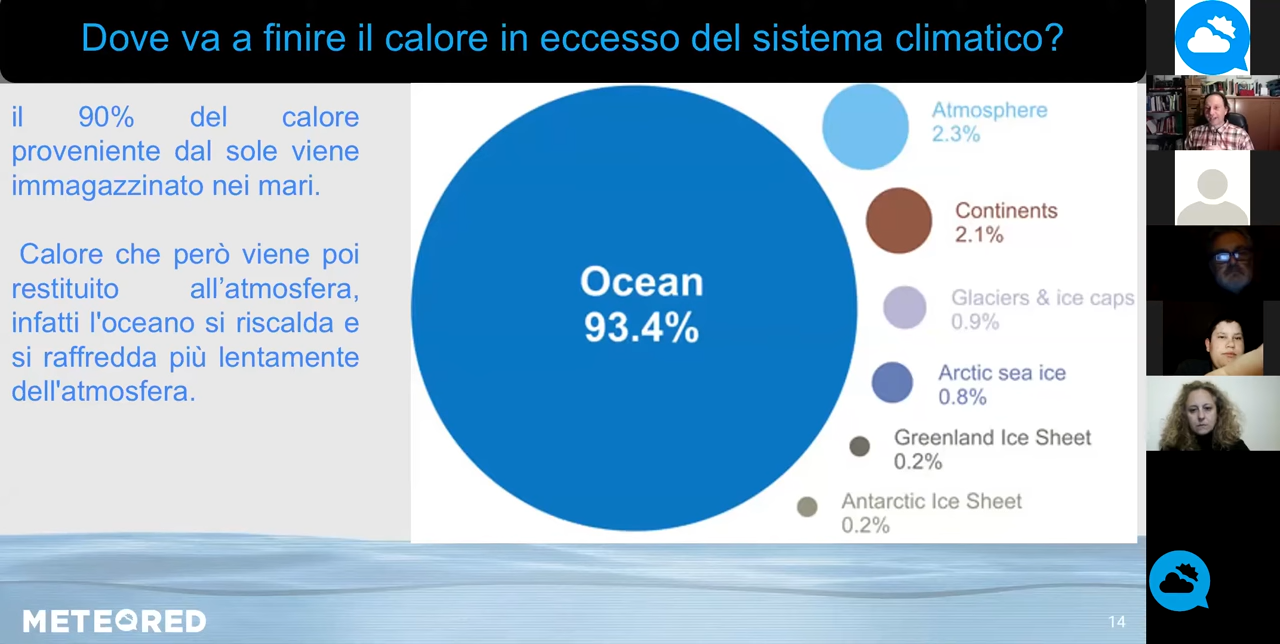 Dove va a finire il calore in eccesso del sistema climatico?
il 90% del calore
proveniente dal sole viene
immagazzinato nei mari.
Calore che però viene poi
restituito all’atmosfera,
infatti l'oceano si riscalda e
si raffredda più lentamente
dell'atmosfera.
Ocean
93.4%
Atmosphere
2.3%
Continents
2.1%
Glaciers & ice caps
0.9%
Arctic sea ice
0.8%
Greenland Ice Sheet
0.2%
Antarctic Ice Sheet
0.2%
METEORED
14